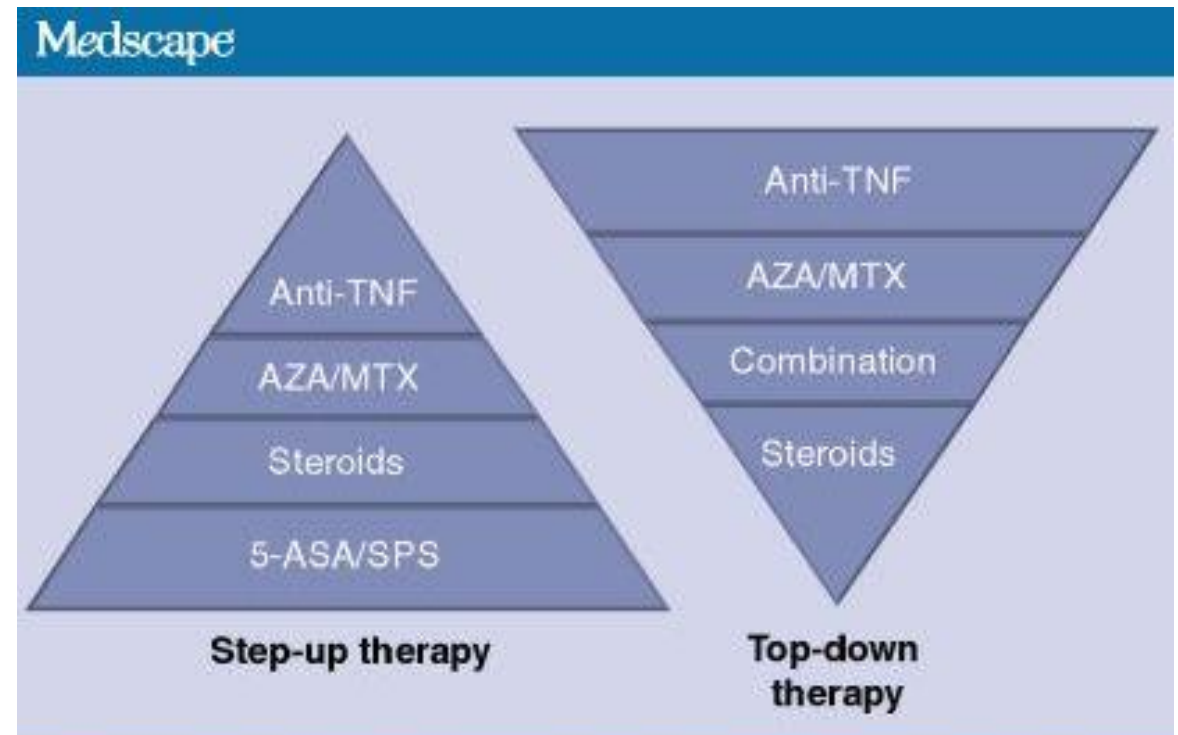 Medscape
Anti-TNF
AZA/MTX
Steroids
5-ASA/SPS
Step-up therapy
Anti-TNF
AZA/MTX
Combination
Steroids
Top-down
therapy